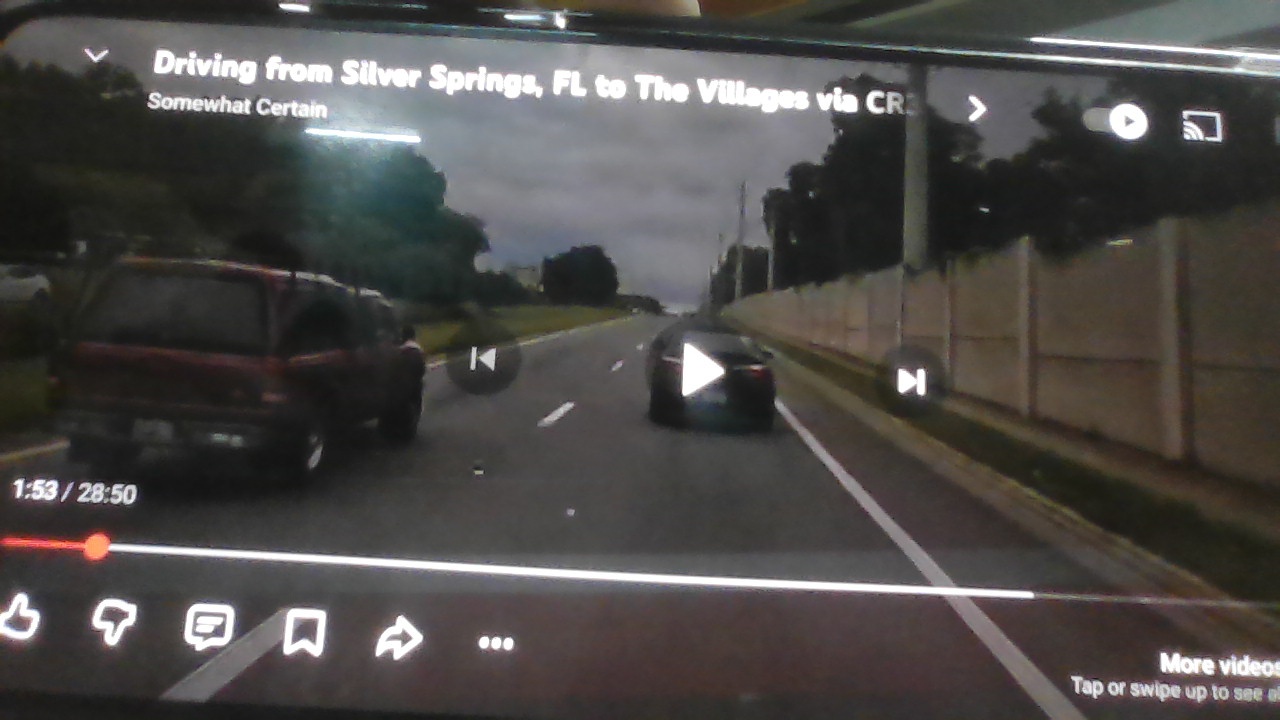 Driving from Silver Springs, FL to The Villages via CR
Somewhat Certain
1:53 / 28:50
More videos
Tap or swipe up to see